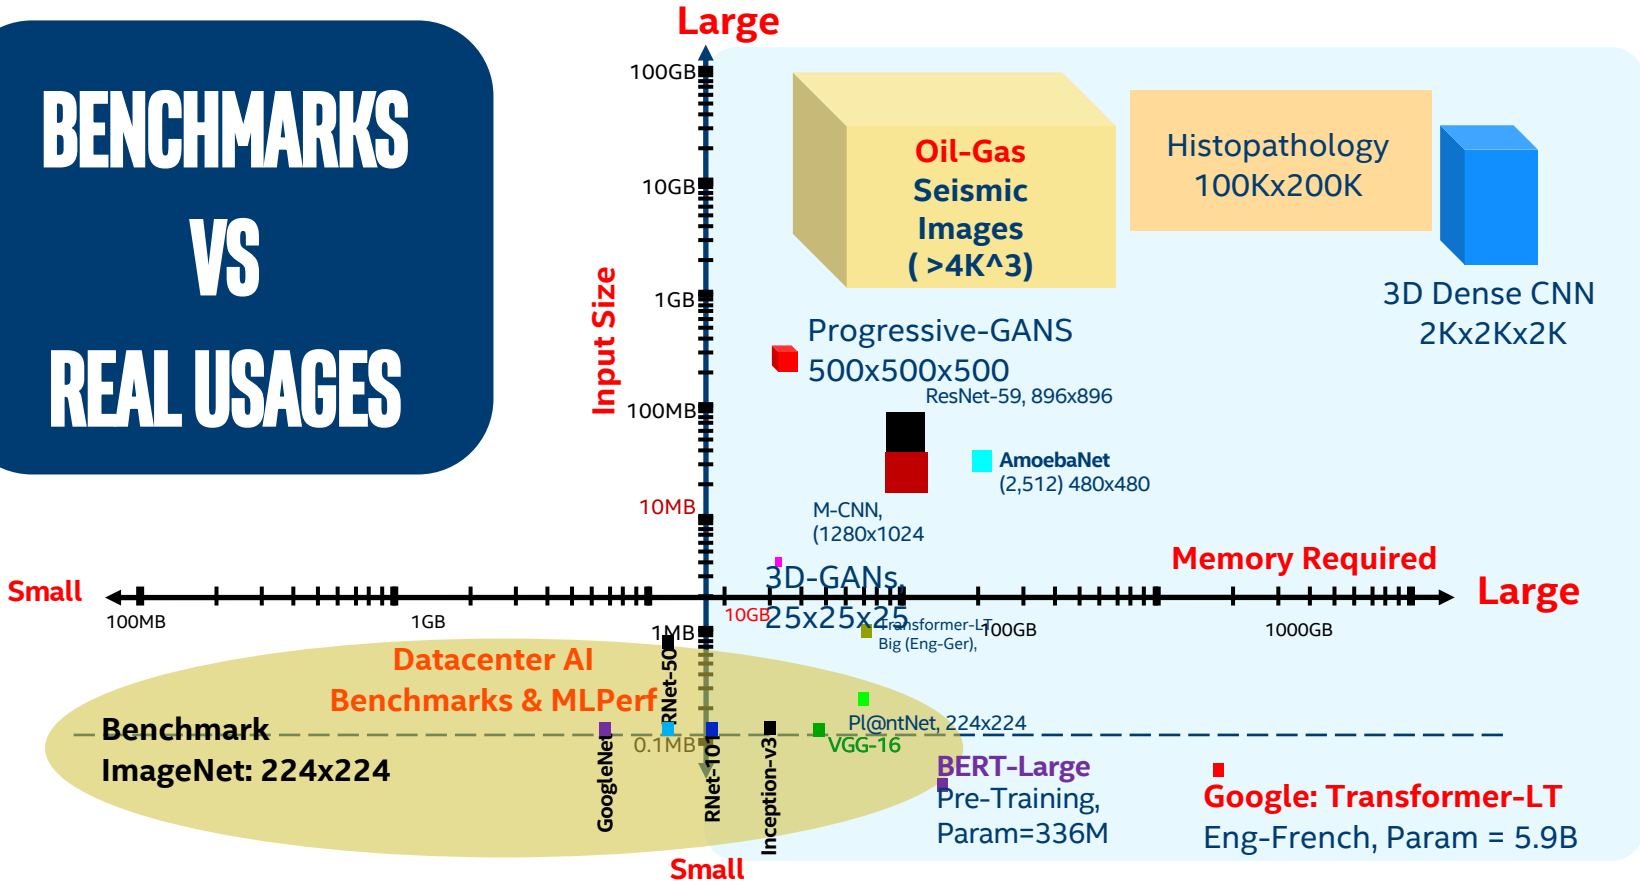 BENCHMARKS
VS
REAL USAGES
Large
100GB
10GB
1GB
100MB
10MB
1MB
0.1MB
Input Size
Oil-Gas
Seismic
Images
( >4K^3)
Histopathology
100Kx200K
3D Dense CNN
2Kx2Kx2K
Progressive-GANS
500x500x500
ResNet-59, 896x896
AmoebaNet
(2,512) 480x480
M-CNN,
(1280x1024
Memory Required
Small
Large
3D-GANs,
25x25x25
100MB
1GB
10GB
100GB
1000GB
Transformer-LT
Big (Eng-Ger),
Datacenter AI
Benchmarks & MLPerf
RNet-50
Benchmark
ImageNet: 224x224
GoogleNet
RNet-101
Inception-v3
Pl@ntNet, 224x224
VGG-16
BERT-Large
Pre-Training,
Param=336M
Google: Transformer-LT
Eng-French, Param = 5.9B
Small